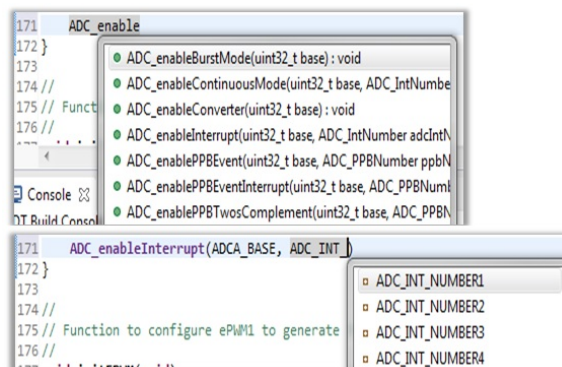 171 ADC_enable
172 }
173
174 //
175 // Funct
176 //
ADC_enableBurstMode(uint32_t base) : void
ADC_enableContinuousMode(uint32_t base, ADC_IntNumbe
ADC_enableConverter(uint32_t base) : void
ADC_enableInterrupt(uint32_t base, ADC_IntNumber adcIntN
ADC_enablePPBEvent(uint32_t base, ADC_PPBNumber ppbN
ADC_enablePPBEventInterrupt(uint32_t base, ADC_PPBNumb
ADC_enablePPBTwosComplement(uint32_t base, ADC_PPBN
Console
DT Build Consol
171 ADC_enableInterrupt(ADCA_BASE, ADC_INT_)
172 }
173
174 //
175 // Function to configure ePWM1 to generate
176 //
ADC_INT_NUMBER1
ADC_INT_NUMBER2
ADC_INT_NUMBER3
ADC_INT_NUMBER4